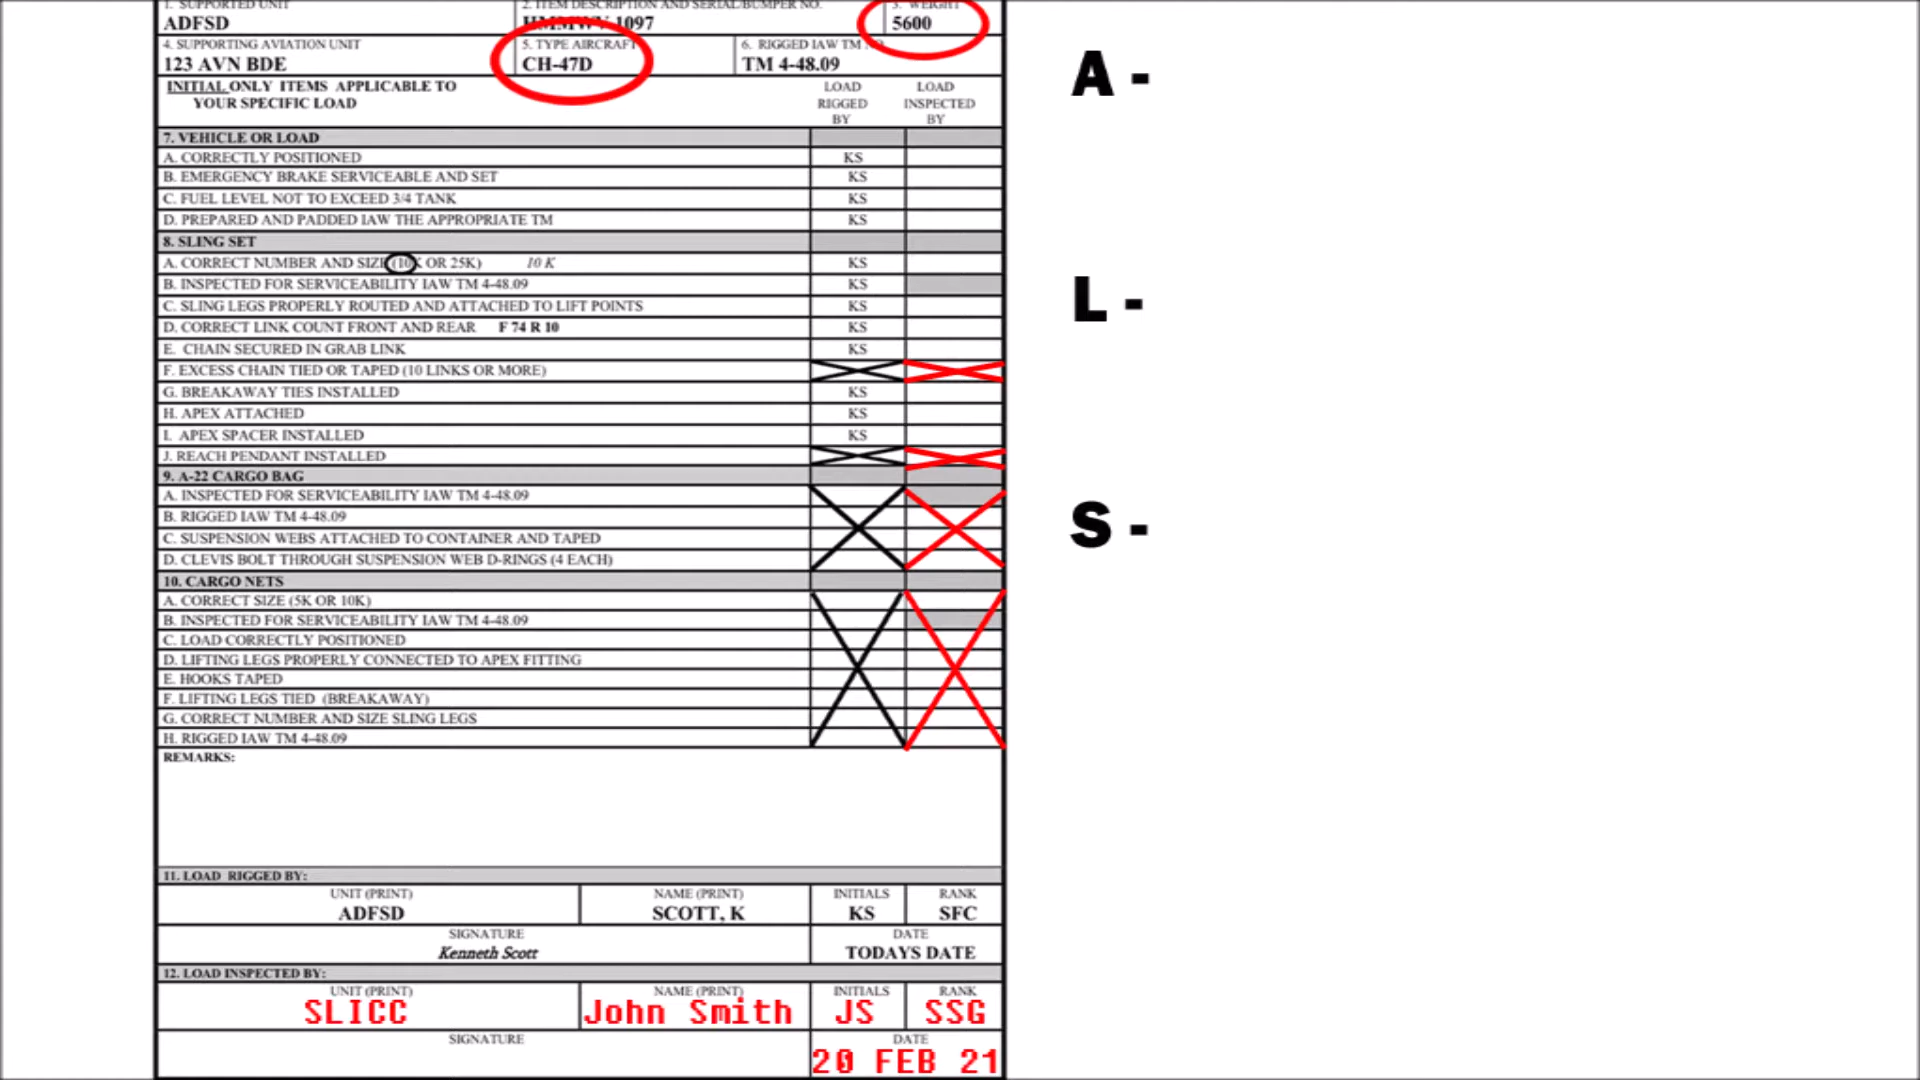 1. SUPPORTED UNIT 2. ITEM DESCRIPTION AND SERIAL/BUMPER NO. 3. WEIGHT
ADFSD HMMWV 1097 5600
4. SUPPORTING AVIATION UNIT 5. TYPE AIRCRAFT 6. RIGGED IAW TM NO.
123 AVN BDE CH-47D TM 4-48.09
INITIAL ONLY ITEMS APPLICABLE TO
YOUR SPECIFIC LOAD
LOAD RIGGED BY
LOAD INSPECTED BY
7. VEHICLE OR LOAD
A. CORRECTLY POSITIONED KS
B. EMERGENCY BRAKE SERVICEABLE AND SET KS
C. FUEL LEVEL NOT TO EXCEED 3/4 TANK KS
D. PREPARED AND PADDED IAW THE APPROPRIATE TM KS
8. SLING SET
A. CORRECT NUMBER AND SIZE (10K OR 25K) 10 K KS
B. INSPECTED FOR SERVICEABILITY IAW TM 4-48.09 KS
C. SLING LEGS PROPERLY ROUTED AND ATTACHED TO LIFT POINTS KS
D. CORRECT LINK COUNT FRONT AND REAR F 74 R 10 KS
E. CHAIN SECURED IN GRAB LINK KS
F. EXCESS CHAIN TIED OR TAPED (10 LINKS OR MORE)
G. BREAKAWAY TIES INSTALLED KS
H. APEX ATTACHED KS
I. APEX SPACER INSTALLED KS
J. REACH PENDANT INSTALLED
9. A-22 CARGO BAG
A. INSPECTED FOR SERVICEABILITY IAW TM 4-48.09
B. RIGGED IAW TM 4-48.09
C. SUSPENSION WEBS ATTACHED TO CONTAINER AND TAPED
D. CLEVIS BOLT THROUGH SUSPENSION WEB D-RINGS (4 EACH)
10. CARGO NETS
A. CORRECT SIZE (5K OR 10K)
B. INSPECTED FOR SERVICEABILITY IAW TM 4-48.09
C. LOAD CORRECTLY POSITIONED
D. LIFTING LEGS PROPERLY CONNECTED TO APEX FITTING
E. HOOKS TAPED
F. LIFTING LEGS TIED (BREAKAWAY)
G. CORRECT NUMBER AND SIZE SLING LEGS
H. RIGGED IAW TM 4-48.09
REMARKS:
11. LOAD RIGGED BY:
UNIT (PRINT) NAME (PRINT) INITIALS RANK
ADFSD SCOTT, K KS SFC
SIGNATURE DATE
Kenneth Scott TODAYS DATE
12. LOAD INSPECTED BY:
UNIT (PRINT) NAME (PRINT) INITIALS RANK
SLICC John Smith JS SSG
SIGNATURE DATE
20 FEB 21
A -
L -
S -